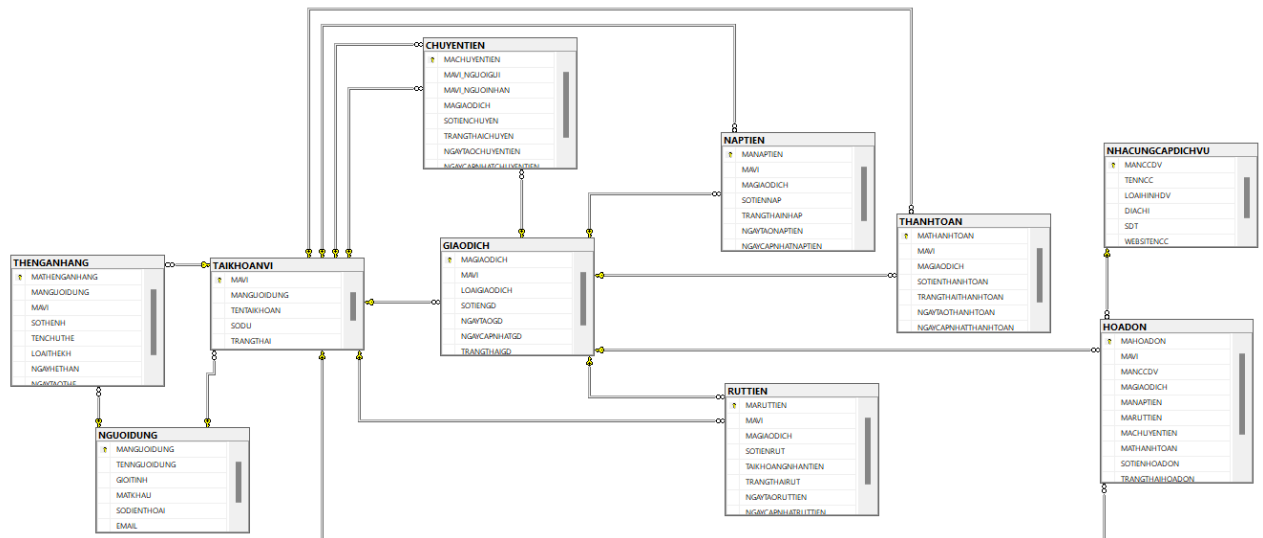 CHUYENTIEN
MACHUYENTIEN
MAVI_NGUOIGUI
MAVI_NGUOINHAN
MAGIAODICH
SOTIENCHUYEN
TRANGTHAICHUYEN
NGAYTAOCHUYENTIEN
NGAYCAPNHATCHUYENTIEN
NAPTIEN
MANAPTIEN
MAVI
MAGIAODICH
SOTIENNAP
TRANGTHAINHAP
NGAYTAONAPTIEN
NGAYCAPNHATNAPTIEN
NHACUNGCAPDICHVU
MANCCDV
TENNCC
LOAIHINHDV
DIACHI
SDT
WEBSITENCC
THANHTOAN
MATHANHTOAN
MAVI
MAGIAODICH
SOTIENTHANHTOAN
TRANGTHAITHANHTOAN
NGAYTAOTHANHTOAN
NGAYCAPNHATTHANHTOAN
GIAODICH
MAGIAODICH
MAVI
LOAIGIAODICH
SOTIENGD
NGAYTAOGD
NGAYCAPNHATGD
TRANGTHAIGD
THENGANHANG
MATHENGANHANG
MANGUOIDUNG
MAVI
SOTHENH
TENCHUTHE
LOAITHEKH
NGAYHETHAN
NGAYTAOTHE
TAIKHOANVI
MAVI
MANGUOIDUNG
TENTAIKHOAN
SODU
TRANGTHAI
HOADON
MAHOADON
MAVI
MANCCDV
MAGIAODICH
MANAPTIEN
MARUTTIEN
MACHUYENTIEN
MATHANHTOAN
SOTIENHOADON
TRANGTHAIHOADON
RUTTIEN
MARUTTIEN
MAVI
MAGIAODICH
SOTIENRUT
TAIKHOANGNHANTIEN
TRANGTHAIRUT
NGAYTAORUTTIEN
NGAYCAPNHATRUTTIEN
NGUOIDUNG
MANGUOIDUNG
TENNGUOIDUNG
GIOITINH
MATKHAU
SODIENTHOAI
EMAIL